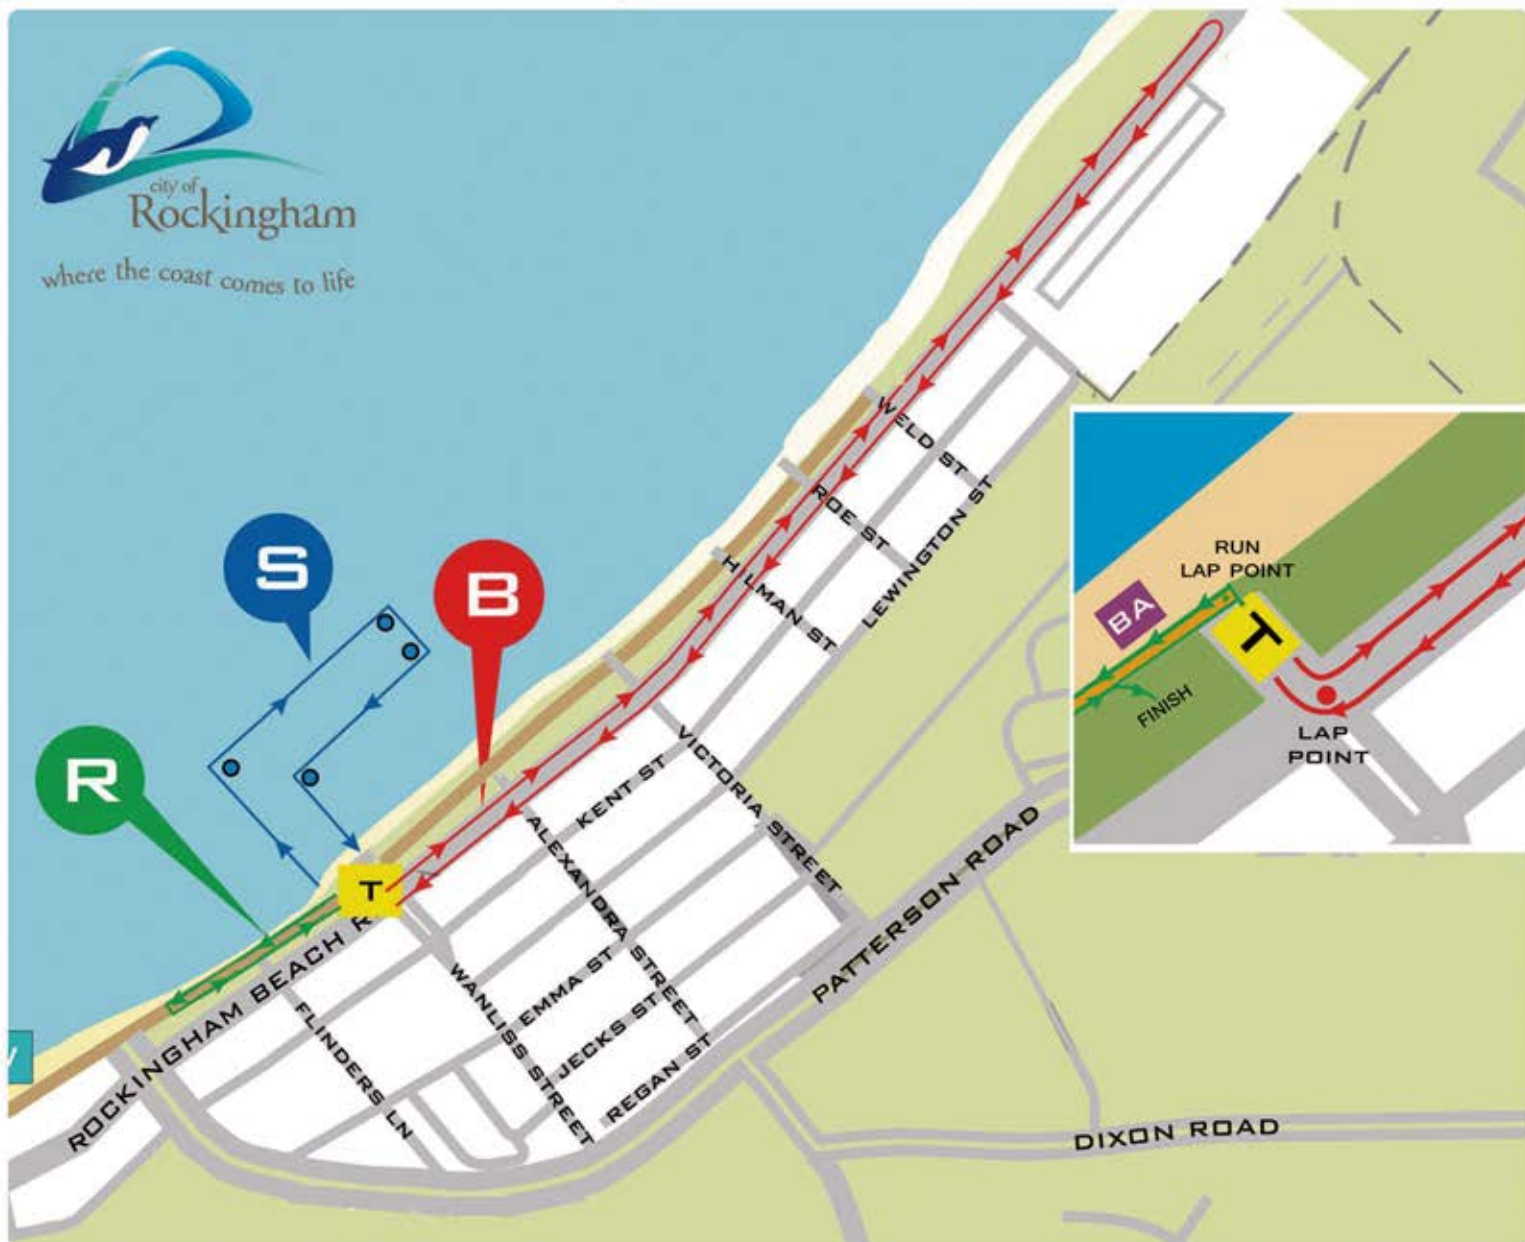 city of
Rockingham
where the coast comes to life
S
B
R
T
WELD ST
ROE ST
HILMAN ST
LEWINGTON ST
KENT ST
VICTORIA STREET
ALEXANDRA STREET
PATTERSON ROAD
ROCKINGHAM BEACH R
WANLISS STREET
EMMA ST
JECKS ST
REGAN ST
FLINDERS LN
DIXON ROAD
RUN
LAP POINT
BA
T
FINISH
LAP
POINT